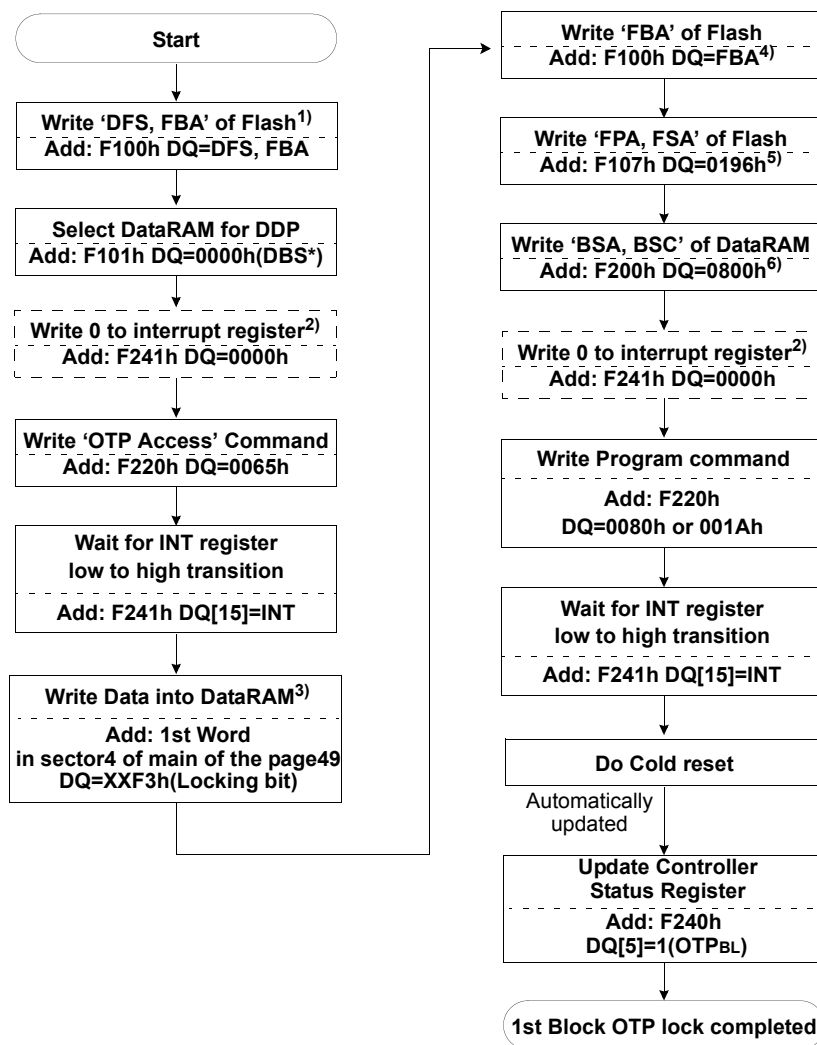 Start
Write ‘DFS, FBA’ of Flash1)
Add: F100h DQ=DFS, FBA
Select DataRAM for DDP
Add: F101h DQ=0000h(DBS*)
Write 0 to interrupt register2)
Add: F241h DQ=0000h
Write ‘OTP Access’ Command
Add: F220h DQ=0065h
Wait for INT register
low to high transition
Add: F241h DQ[15]=INT
Write Data into DataRAM3)
Add: 1st Word
in sector4 of main of the page49
DQ=XXF3h(Locking bit)
Write ‘FBA’ of Flash
Add: F100h DQ=FBA4)
Write ‘FPA, FSA’ of Flash
Add: F107h DQ=0196h5)
Write ‘BSA, BSC’ of DataRAM
Add: F200h DQ=0800h6)
Write 0 to interrupt register2)
Add: F241h DQ=0000h
Write Program command
Add: F220h
DQ=0080h or 001Ah
Wait for INT register
low to high transition
Add: F241h DQ[15]=INT
Do Cold reset
Automatically
updated
Update Controller
Status Register
Add: F240h
DQ[5]=1(OTPBL)
1st Block OTP lock completed